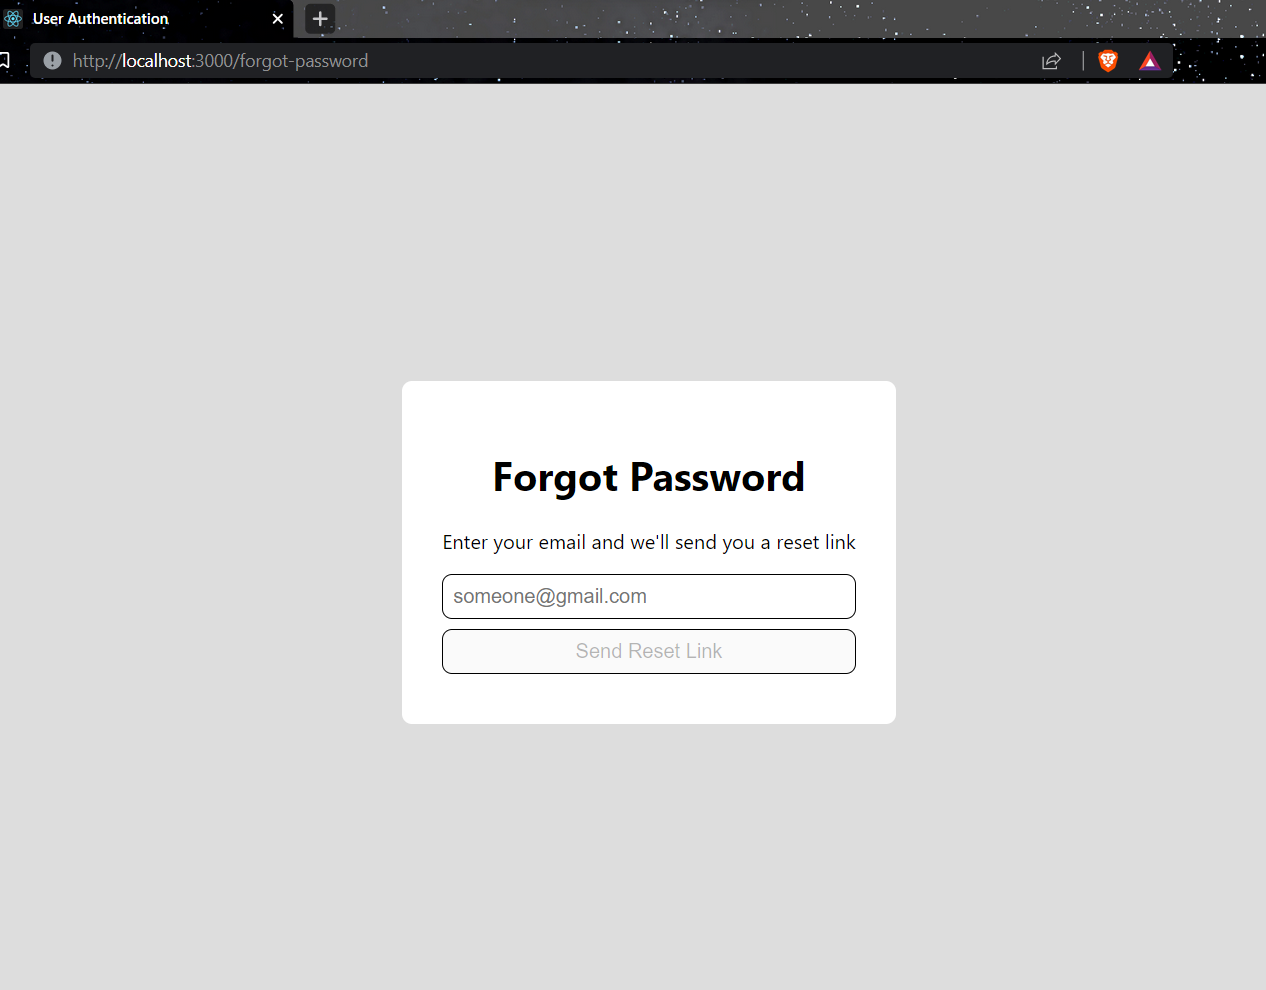 User Authentication
http://localhost:3000/forgot-password
Forgot Password
Enter your email and we'll send you a reset link
someone@gmail.com
Send Reset Link